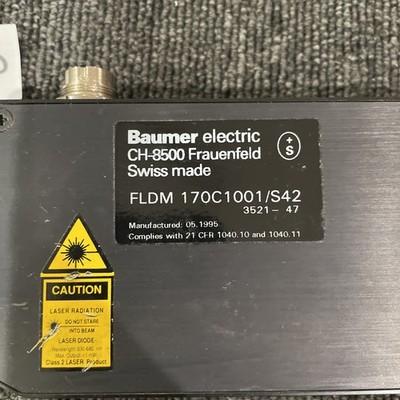 Baumer electric
CH-8500 Frauenfeld
Swiss made
+
S
FLDM 170C1001/S42
3521-47
Manufactured: 05.1995
Complies with 21 CFR 1040.10 and 1040.11
CAUTION
LASER RADIATION
DO NOT STARE
INTO BEAM
LASER DIODE
Class 2 LASER Product